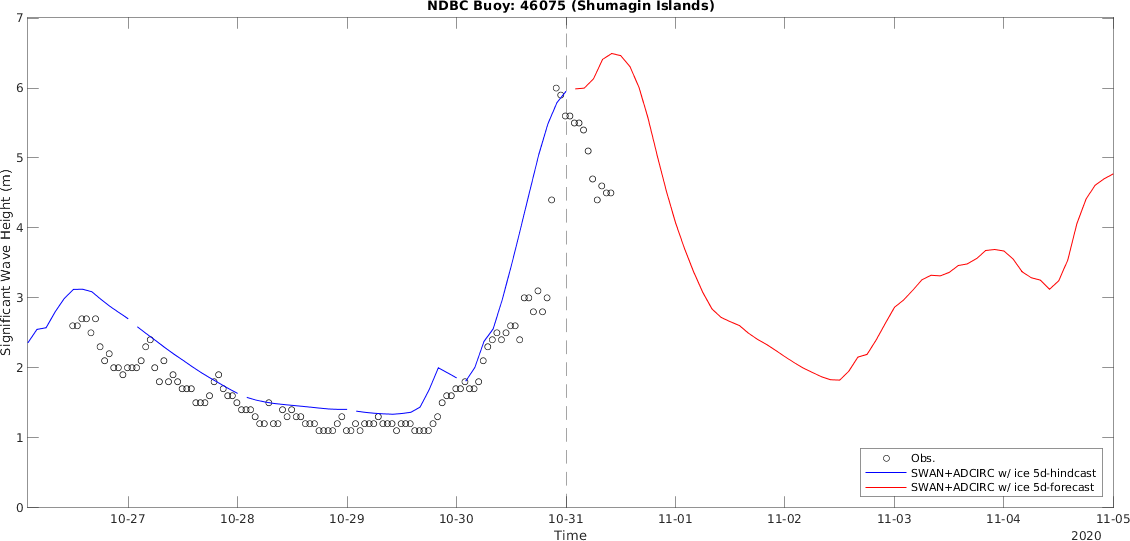 NDBC Buoy: 46075 (Shumagin Islands)
7
6
5
4
3
2
1
0
Significant Wave Height (m)
Obs.
SWAN+ADCIRC w/ ice 5d-hindcast
SWAN+ADCIRC w/ ice 5d-forecast
10-27 10-28 10-29 10-30 10-31 11-01 11-02 11-03 11-04 11-05
Time
2020